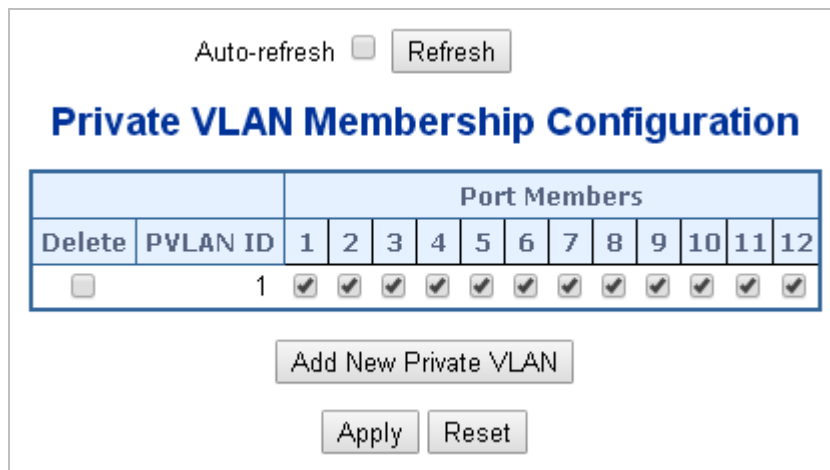 Auto-refresh Refresh
Private VLAN Membership Configuration
Port Members
Delete PVLAN ID 1 2 3 4 5 6 7 8 9 10 11 12
1
Add New Private VLAN
Apply Reset